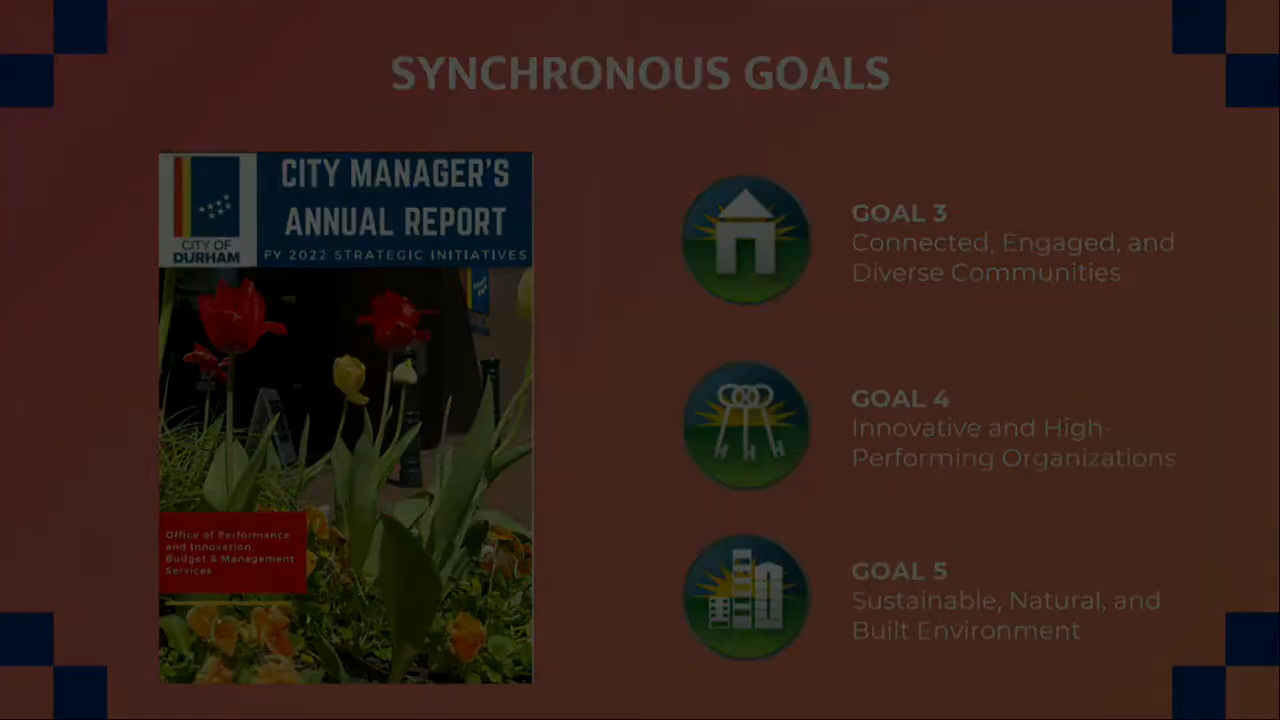 SYNCHRONOUS GOALS
CITY OF
DURHAM
CITY MANAGER'S
ANNUAL REPORT
FY 2022 STRATEGIC INITIATIVES
Office of Performance
and Innovation,
Budget & Management
Services
GOAL 3
Connected, Engaged, and
Diverse Communities
GOAL 4
Innovative and High-
Performing Organizations
GOAL 5
Sustainable, Natural, and
Built Environment